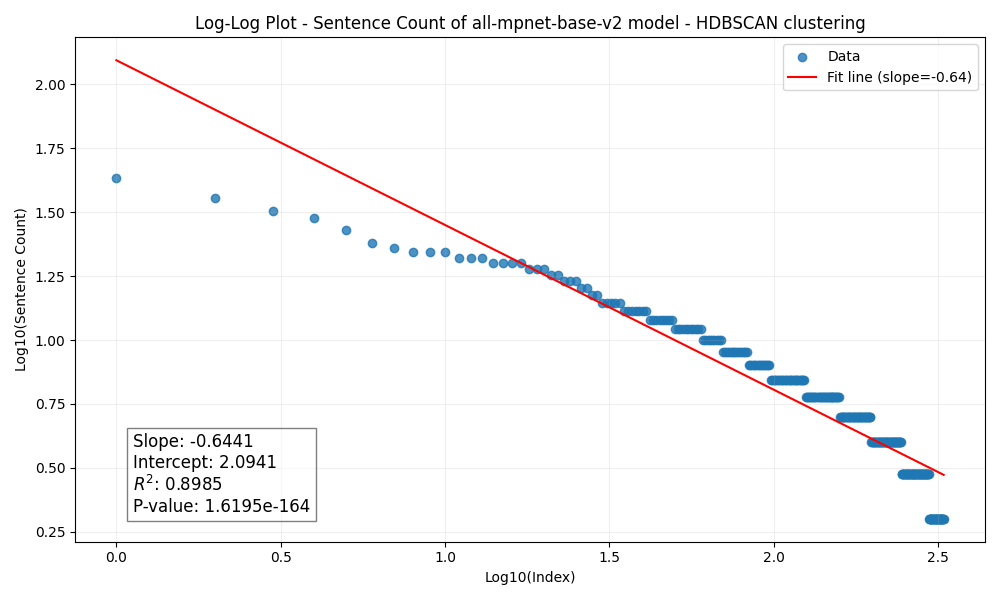 Log-Log Plot - Sentence Count of all-mpnet-base-v2 model - HDBSCAN clustering
Data
Fit line (slope=-0.64)
Log10(Sentence Count)
2.00
1.75
1.50
1.25
1.00
0.75
0.50
0.25
Slope: -0.6441
Intercept: 2.0941
R²: 0.8985
P-value: 1.6195e-164
0.0
0.5
1.0
1.5
2.0
2.5
Log10(Index)